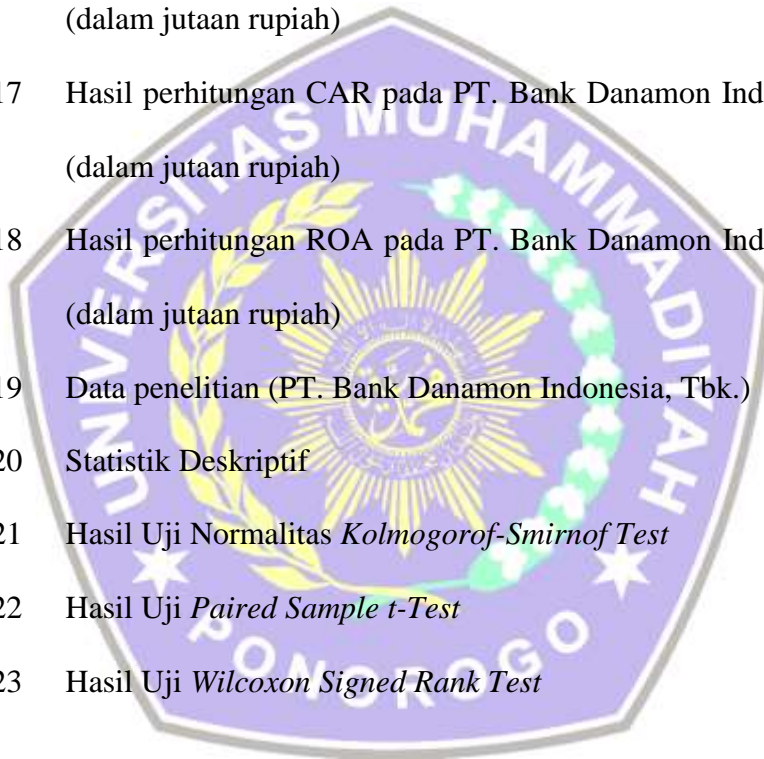 (dalam jutaan rupiah)
17 Hasil perhitungan CAR pada PT. Bank Danamon Ind
(dalam jutaan rupiah)
18 Hasil perhitungan ROA pada PT. Bank Danamon Ind
(dalam jutaan rupiah)
19 Data penelitian (PT. Bank Danamon Indonesia, Tbk.)
20 Statistik Deskriptif
21 Hasil Uji Normalitas Kolmogorof-Smirnof Test
22 Hasil Uji Paired Sample t-Test
23 Hasil Uji Wilcoxon Signed Rank Test
UNIVERSITAS MUHAMMADIYAH
PONOROGO